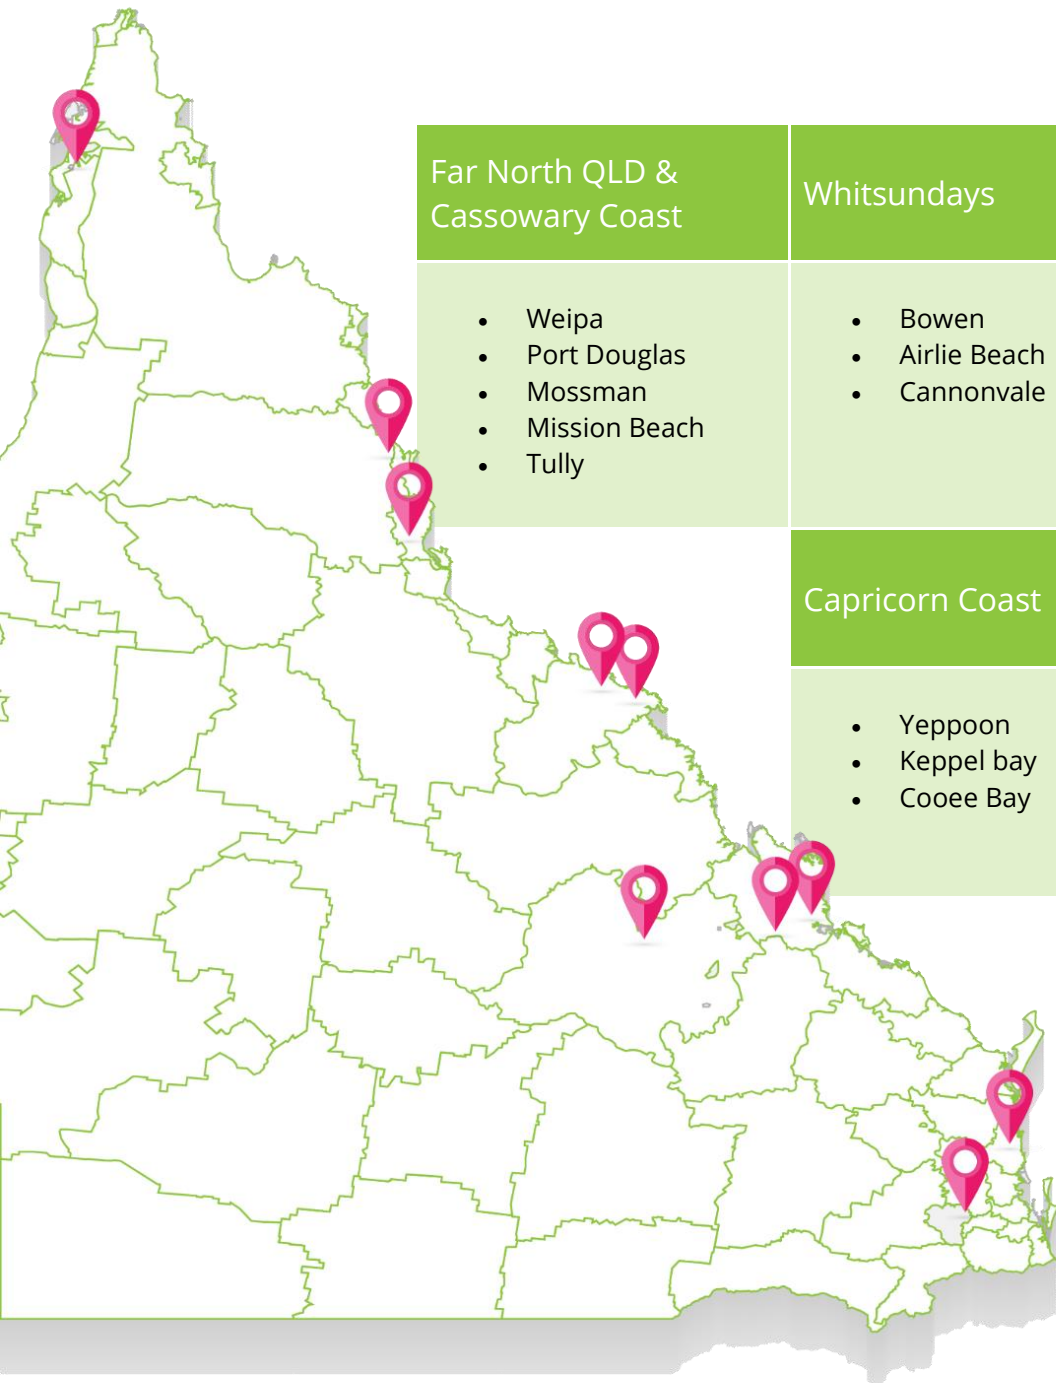 Far North QLD &
Cassowary Coast
• Weipa
• Port Douglas
• Mossman
• Mission Beach
• Tully
Whitsundays
• Bowen
• Airlie Beach
• Cannonvale
Capricorn Coast
• Yeppoon
• Keppel bay
• Cooee Bay